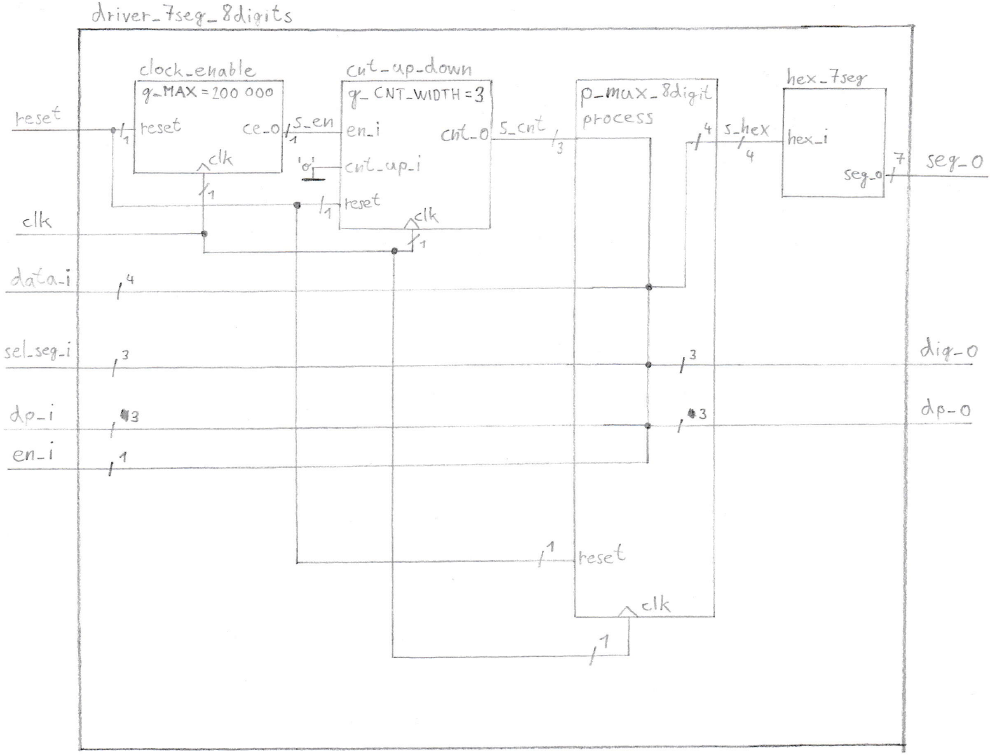 driver_7seg_8digits
clock_enable
g_MAX = 200 000
reset
ce_o
clk
1
1
1
s_en
cnt_up_down
g_CNT_WIDTH = 3
en_i
cnt_o
'0'
cnt_up_i
reset
1
clk
1
s_cnt
3
p_mux_8digit
process
4
s_hex
4
hex_7seg
hex_i
seg_o
7
seg_o
reset
clk
data_i
4
sel_seg_i
3
3
dig_o
dp_i
3
3
dp_o
en_i
1
1
reset
clk
1